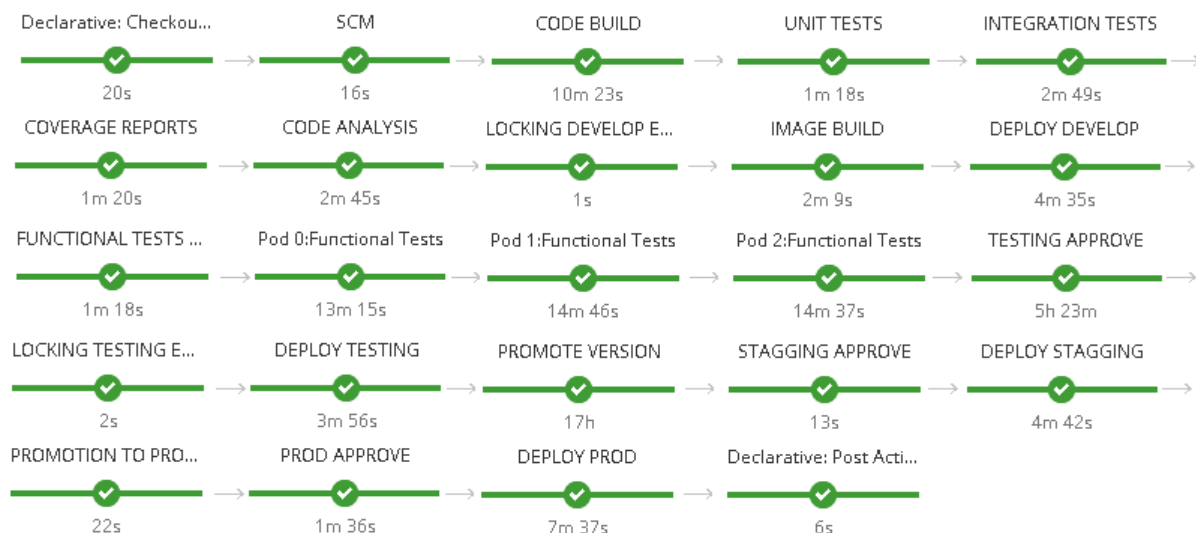 Declarative: Checkou... SCM CODE BUILD UNIT TESTS INTEGRATION TESTS
20s 16s 10m 23s 1m 18s 2m 49s
COVERAGE REPORTS CODE ANALYSIS LOCKING DEVELOP E... IMAGE BUILD DEPLOY DEVELOP
1m 20s 2m 45s 1s 2m 9s 4m 35s
FUNCTIONAL TESTS ... Pod 0:Functional Tests Pod 1:Functional Tests Pod 2:Functional Tests TESTING APPROVE
1m 18s 13m 15s 14m 46s 14m 37s 5h 23m
LOCKING TESTING E... DEPLOY TESTING PROMOTE VERSION STAGGING APPROVE DEPLOY STAGGING
2s 3m 56s 17h 13s 4m 42s
PROMOTION TO PRO... PROD APPROVE DEPLOY PROD Declarative: Post Acti...
22s 1m 36s 7m 37s 6s